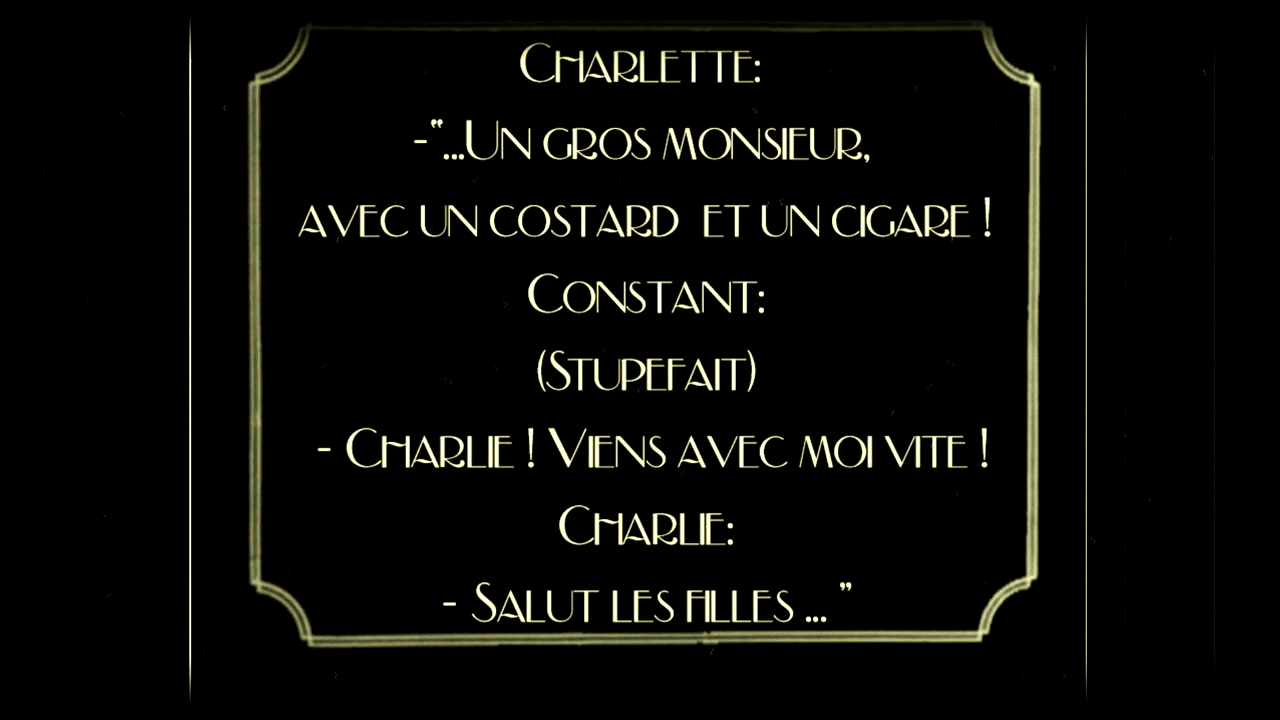 Charlette:
-“...Un gros monsieur,
avec un costard et un cigare !
Constant:
(Stupefait)
- Charlie ! Viens avec moi vite !
Charlie:
- Salut les filles ... ”